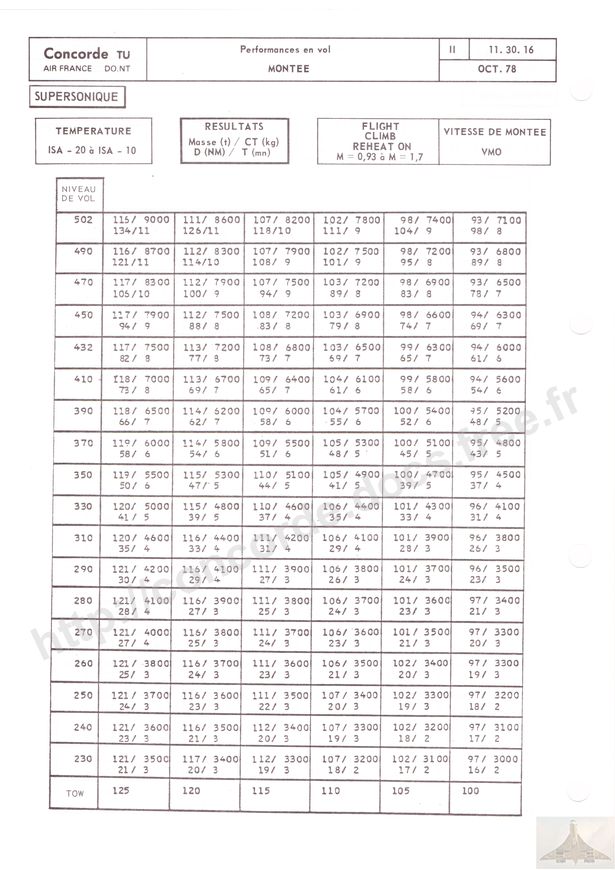 Concorde TU
AIR FRANCE DO.NT
Performances en vol
MONTEE
II
11. 30. 16
OCT. 78
SUPERSONIQUE
TEMPERATURE
ISA - 20 à ISA - 10
RESULTATS
Masse (t) / CT (kg)
D (NM) / T (mn)
FLIGHT
CLIMB
REHEAT ON
M = 0,93 à M = 1,7
VITESSE DE MONTEE
VMO
NIVEAU
DE VOL
502 115/ 9000 111/ 8600 107/ 8200 102/ 7800 98/ 7400 93/ 7100
134/11 126/11 118/10 111/ 9 104/ 9 98/ 8
490 116/ 8700 112/ 8300 107/ 7900 102/ 7500 98/ 7200 93/ 6800
121/11 114/10 108/ 9 101/ 9 95/ 8 89/ 8
470 117/ 8300 112/ 7900 107/ 7500 103/ 7200 98/ 6900 93/ 6500
105/10 100/ 9 94/ 9 89/ 8 83/ 8 78/ 7
450 117/ 7900 112/ 7500 108/ 7200 103/ 6900 98/ 6600 94/ 6300
94/ 9 88/ 8 83/ 8 79/ 8 74/ 7 69/ 7
432 117/ 7500 113/ 7200 108/ 6800 103/ 6500 99/ 6300 94/ 6000
82/ 8 77/ 8 73/ 7 69/ 7 65/ 7 61/ 6
410 118/ 7000 113/ 6700 109/ 6400 104/ 6100 99/ 5800 94/ 5600
73/ 8 69/ 7 65/ 7 61/ 6 58/ 6 54/ 6
390 118/ 6500 114/ 6200 109/ 6000 104/ 5700 100/ 5400 95/ 5200
66/ 7 62/ 7 58/ 6 55/ 6 52/ 6 48/ 5
370 119/ 6000 114/ 5800 109/ 5500 105/ 5300 100/ 5100 95/ 4800
58/ 6 54/ 6 51/ 6 48/ 5 45/ 5 43/ 5
350 119/ 5500 115/ 5300 110/ 5100 105/ 4900 100/ 4700 95/ 4500
50/ 6 47/ 5 44/ 5 41/ 5 39/ 5 37/ 4
330 120/ 5000 115/ 4800 110/ 4600 106/ 4400 101/ 4300 96/ 4100
41/ 5 39/ 5 37/ 4 35/ 4 33/ 4 31/ 4
310 120/ 4600 116/ 4400 111/ 4200 106/ 4100 101/ 3900 96/ 3800
35/ 4 33/ 4 31/ 4 29/ 4 28/ 3 26/ 3
290 121/ 4200 116/ 4100 111/ 3900 106/ 3800 101/ 3700 96/ 3500
30/ 4 29/ 4 27/ 3 26/ 3 24/ 3 23/ 3
280 121/ 4100 116/ 3900 111/ 3800 106/ 3700 101/ 3600 97/ 3400
28/ 4 27/ 3 25/ 3 24/ 3 23/ 3 21/ 3
270 121/ 4000 116/ 3800 111/ 3700 106/ 3600 101/ 3500 97/ 3300
27/ 4 25/ 3 24/ 3 23/ 3 21/ 3 20/ 3
260 121/ 3800 116/ 3700 111/ 3600 106/ 3500 102/ 3400 97/ 3300
25/ 3 24/ 3 23/ 3 21/ 3 20/ 3 19/ 3
250 121/ 3700 116/ 3600 111/ 3500 107/ 3400 102/ 3300 97/ 3200
24/ 3 23/ 3 22/ 3 20/ 3 19/ 3 18/ 2
240 121/ 3600 116/ 3500 112/ 3400 107/ 3300 102/ 3200 97/ 3100
23/ 3 21/ 3 20/ 3 19/ 3 18/ 2 17/ 2
230 121/ 3500 117/ 3400 112/ 3300 107/ 3200 102/ 3100 97/ 3000
21/ 3 20/ 3 19/ 3 18/ 2 17/ 2 16/ 2
TOW 125 120 115 110 105 100
http://concorde.docs.free.fr